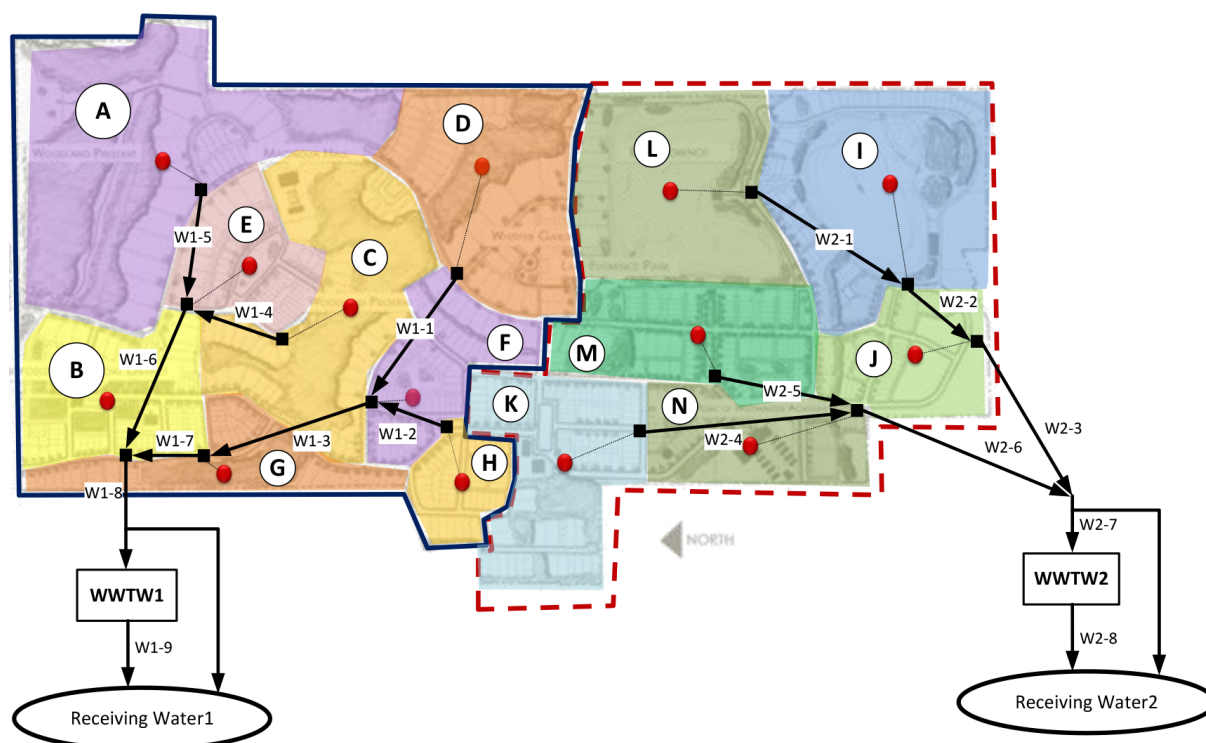 A
D
L
I
WOODLAND PRESERVE
E
C
W1-5
W2-1
W1-4
W1-1
W2-2
F
M
J
W1-6
B
K
N
W2-5
W1-2
W2-4
W1-3
W1-7
W2-3
W2-6
G
H
W1-8
NORTH
W2-7
WWTW1
WWTW2
W1-9
W2-8
Receiving Water1
Receiving Water2